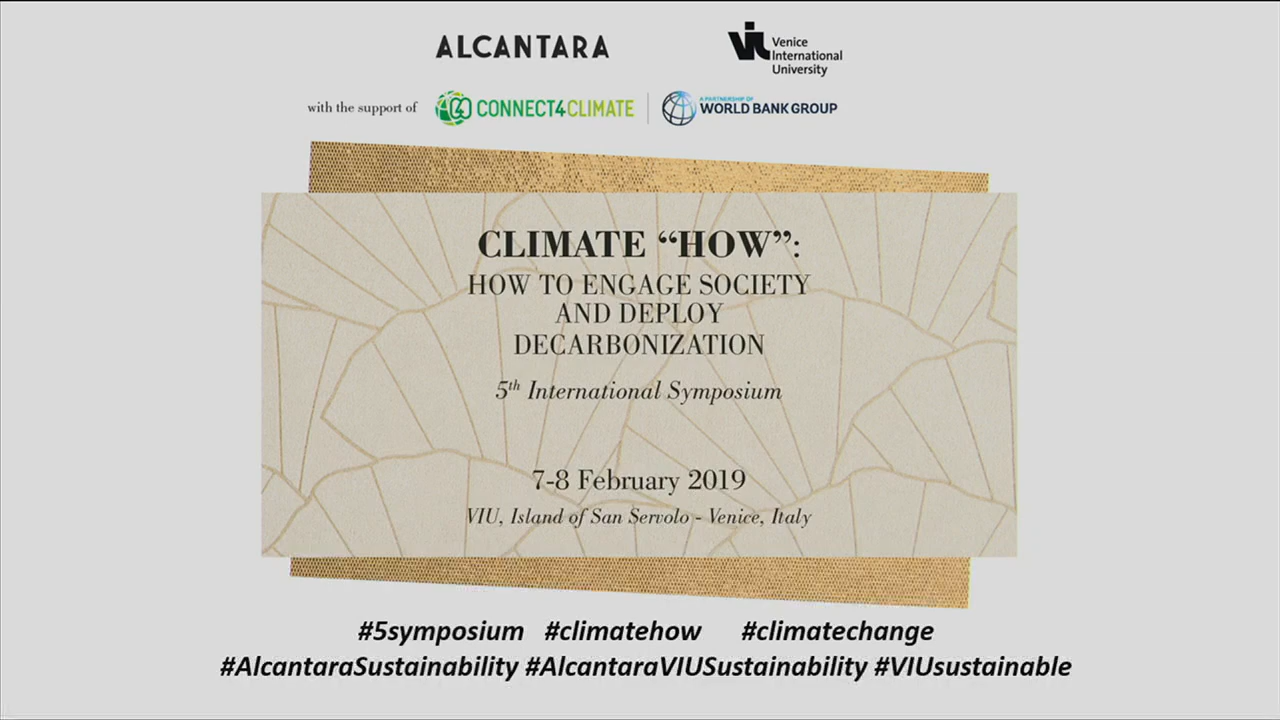 ALCANTARA
Venice
International
University
with the support of
CONNECT4CLIMATE
A PARTNERSHIP OF
WORLD BANK GROUP
CLIMATE “HOW”:
HOW TO ENGAGE SOCIETY
AND DEPLOY
DECARBONIZATION
5th International Symposium
7-8 February 2019
VIU, Island of San Servolo - Venice, Italy
#5symposium #climatehow #climatechange
#AlcantaraSustainability #AlcantaraVIUSustainability #VIUsustainable